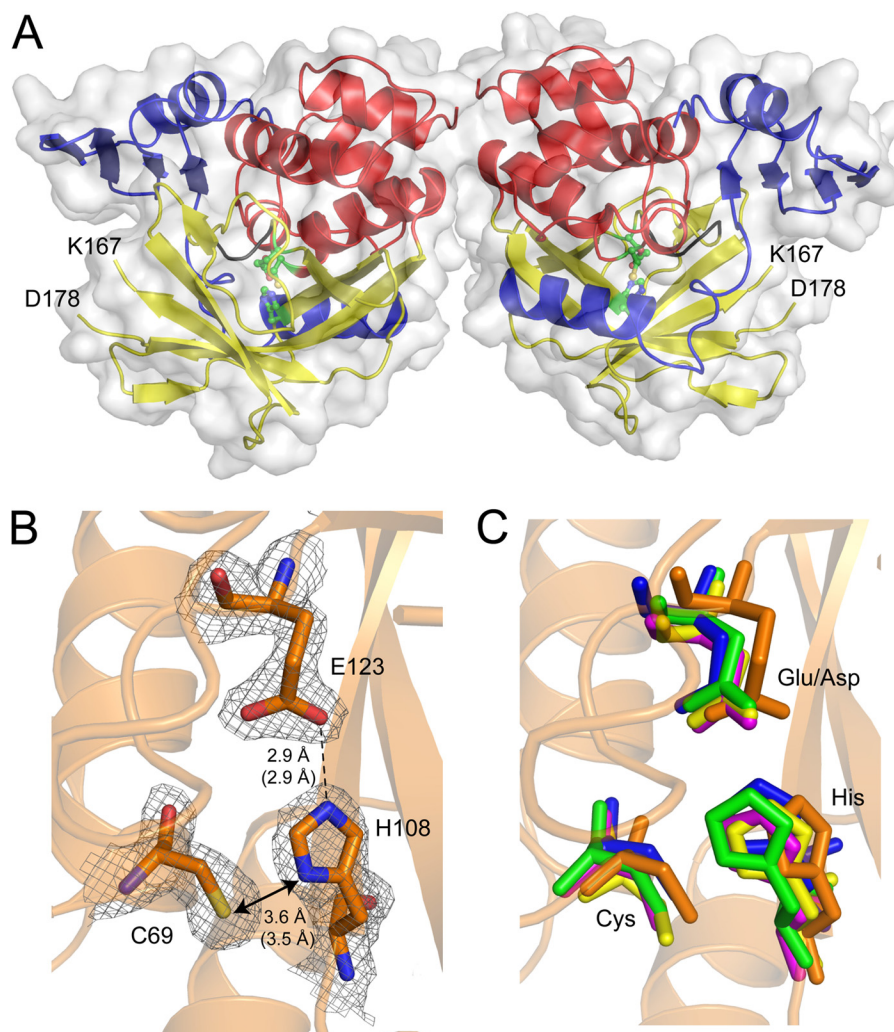 A
K167
D178
K167
D178
B
E123
2.9 Å
(2.9 Å)
H108
C69
3.6 Å
(3.5 Å)
C
Glu/Asp
His
Cys